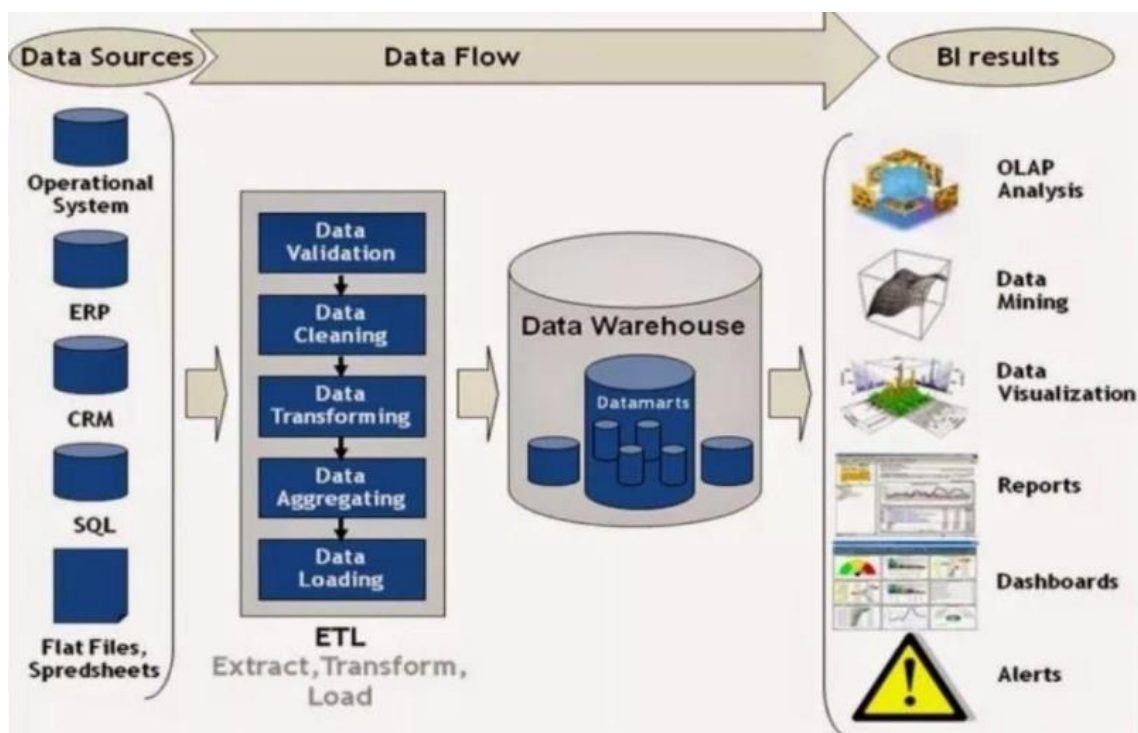 Data Sources
Data Flow
BI results
Operational
System
ERP
CRM
SQL
Flat Files,
Spredsheets
Data
Validation
Data
Cleaning
Data
Transforming
Data
Aggregating
Data
Loading
ETL
Extract,Transform,
Load
Data Warehouse
Datamarts
OLAP
Analysis
Data
Mining
Data
Visualization
Reports
Dashboards
Alerts